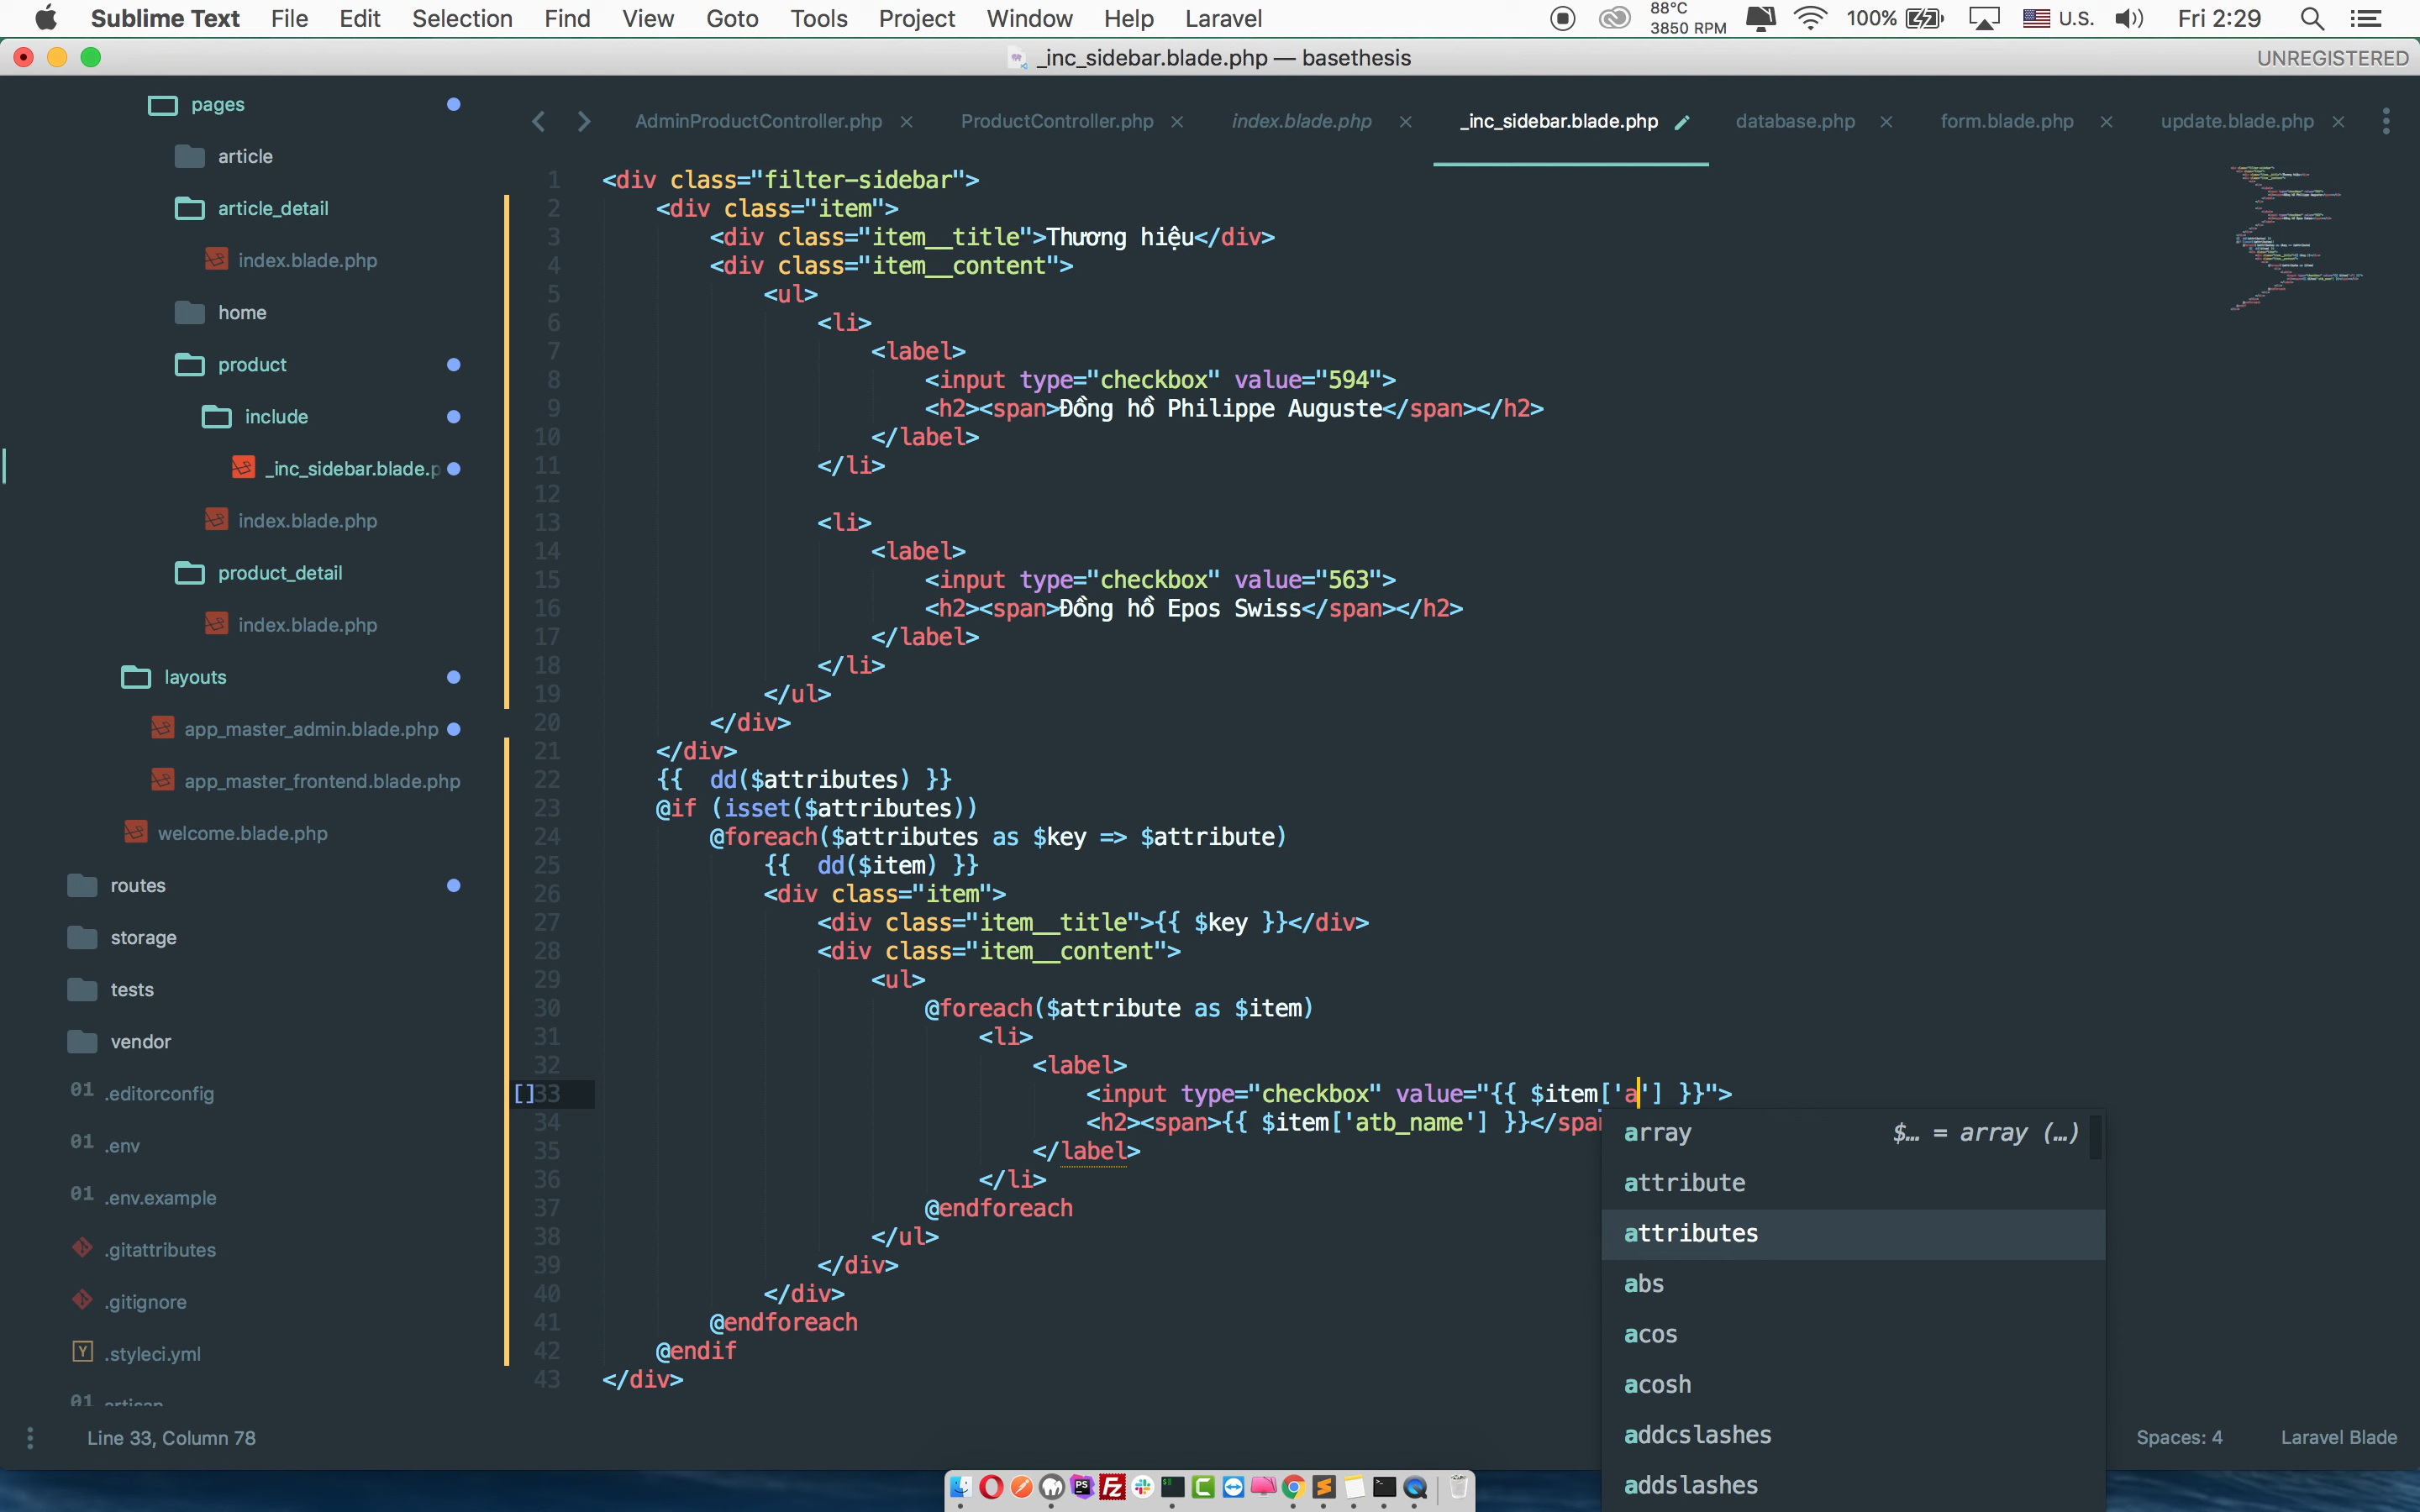 Sublime Text File Edit Selection Find View Goto Tools Project Window Help Laravel 88°C 3850 RPM 100% U.S. Fri 2:29
_inc_sidebar.blade.php — basethesis UNREGISTERED
pages
article
article_detail
index.blade.php
home
product
include
_inc_sidebar.blade.p
index.blade.php
product_detail
index.blade.php
layouts
app_master_admin.blade.php
app_master_frontend.blade.php
welcome.blade.php
routes
storage
tests
vendor
01 .editorconfig
01 .env
01 .env.example
.gitattributes
.gitignore
Y .styleci.yml
01 artisan
AdminProductController.php ProductController.php index.blade.php _inc_sidebar.blade.php database.php form.blade.php update.blade.php
1 <div class="filter-sidebar">
2 <div class="item">
3 <div class="item__title">Thương hiệu</div>
4 <div class="item__content">
5 <ul>
6 <li>
7 <label>
8 <input type="checkbox" value="594">
9 <h2><span>Đồng hồ Philippe Auguste</span></h2>
10 </label>
11 </li>
12
13 <li>
14 <label>
15 <input type="checkbox" value="563">
16 <h2><span>Đồng hồ Epos Swiss</span></h2>
17 </label>
18 </li>
19 </ul>
20 </div>
21 </div>
22 {{  dd($attributes) }}
23 @if (isset($attributes))
24 @foreach($attributes as $key => $attribute)
25 {{  dd($item) }}
26 <div class="item">
27 <div class="item__title">{{ $key }}</div>
28 <div class="item__content">
29 <ul>
30 @foreach($attribute as $item)
31 <li>
32 <label>
[]33 <input type="checkbox" value="{{ $item['a'] }}">
34 <h2><span>{{ $item['atb_name'] }}</spa
35 </label>
36 </li>
37 @endforeach
38 </ul>
39 </div>
40 </div>
41 @endforeach
42 @endif
43 </div>
array $… = array (…)
attribute
attributes
abs
acos
acosh
addcslashes
addslashes
Line 33, Column 78 Spaces: 4 Laravel Blade